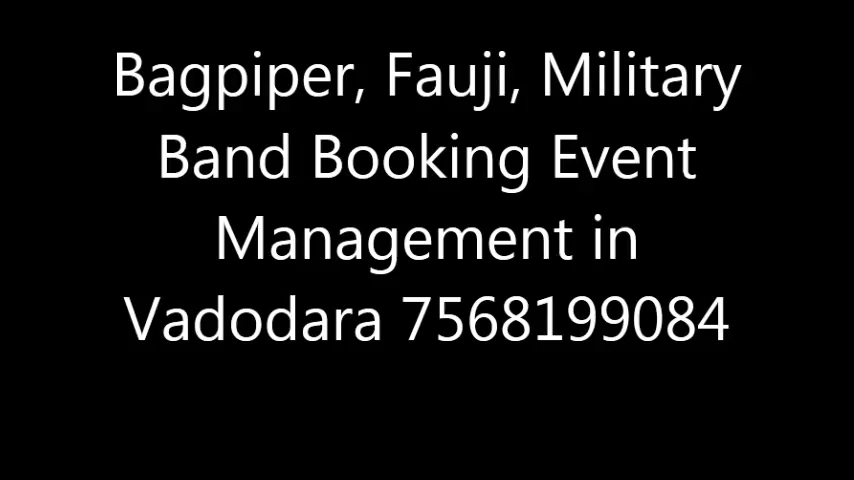 Bagpiper, Fauji, Military
Band Booking Event
Management in
Vadodara 7568199084